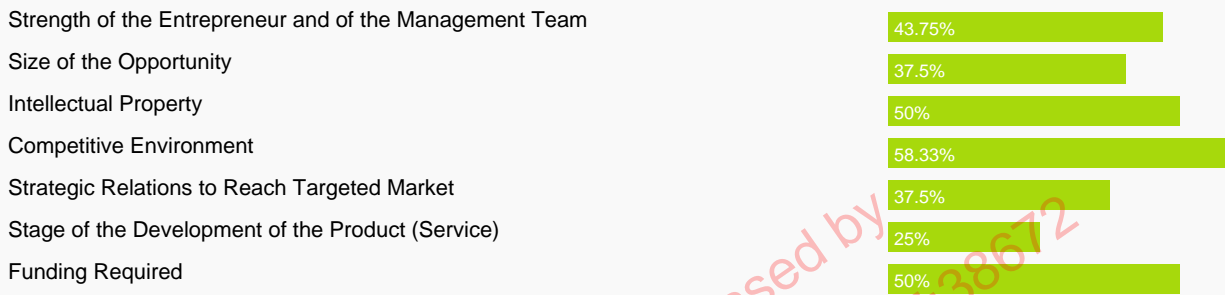 Strength of the Entrepreneur and of the Management Team 43.75%
Size of the Opportunity 37.5%
Intellectual Property 50%
Competitive Environment 58.33%
Strategic Relations to Reach Targeted Market 37.5%
Stage of the Development of the Product (Service) 25%
Funding Required 50%
by